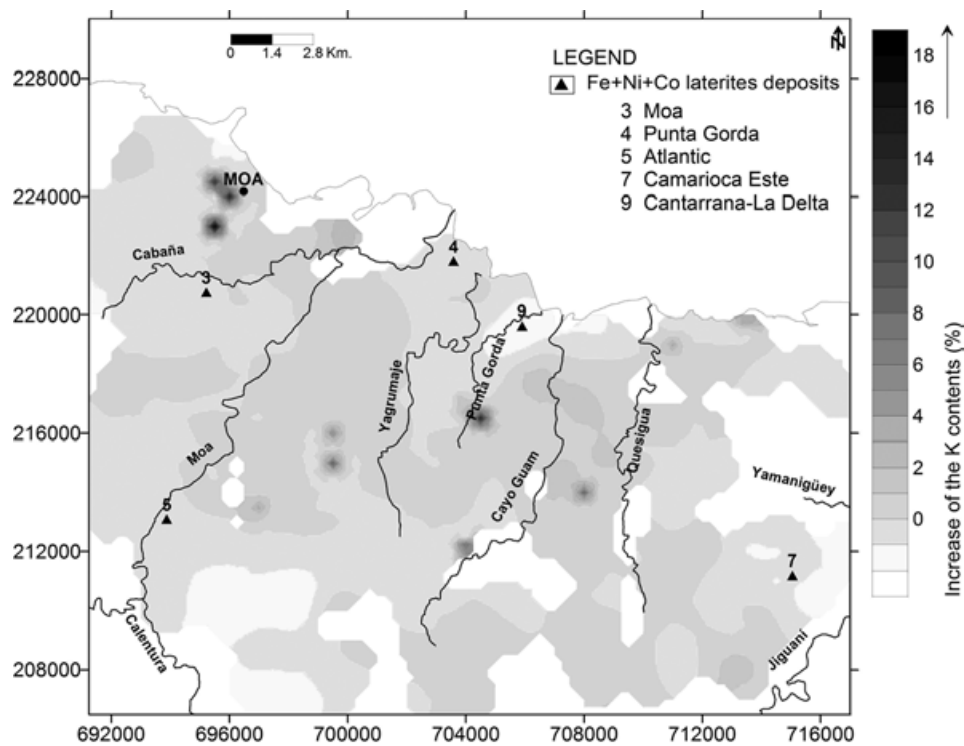 0 1.4 2.8 Km.
N
LEGEND
Fe+Ni+Co laterites deposits
3 Moa
4 Punta Gorda
5 Atlantic
7 Camarioca Este
9 Cantarrana-La Delta
228000
224000
220000
216000
212000
208000
692000 696000 700000 704000 708000 712000 716000
MOA
Cabaña
3
4
9
Moa
Yagrumaje
Punta Gorda
Cayo Guam
Quesigua
Yamanigüey
5
7
Calentura
Jiguaní
18
16
14
12
10
8
6
4
2
0
Increase of the K contents (%)